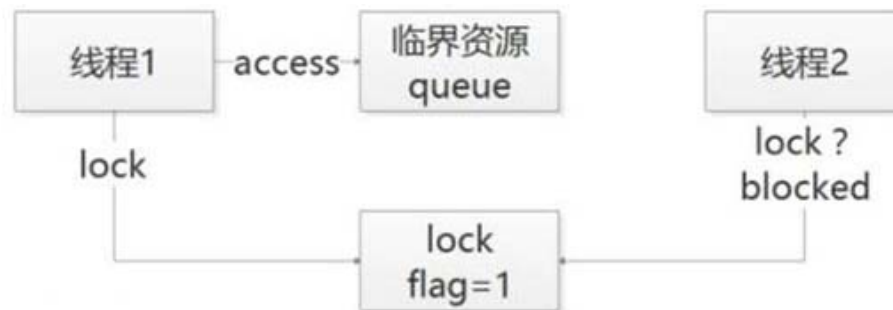 线程1
access
临界资源
queue
线程2
lock
lock ?
blocked
lock
flag=1